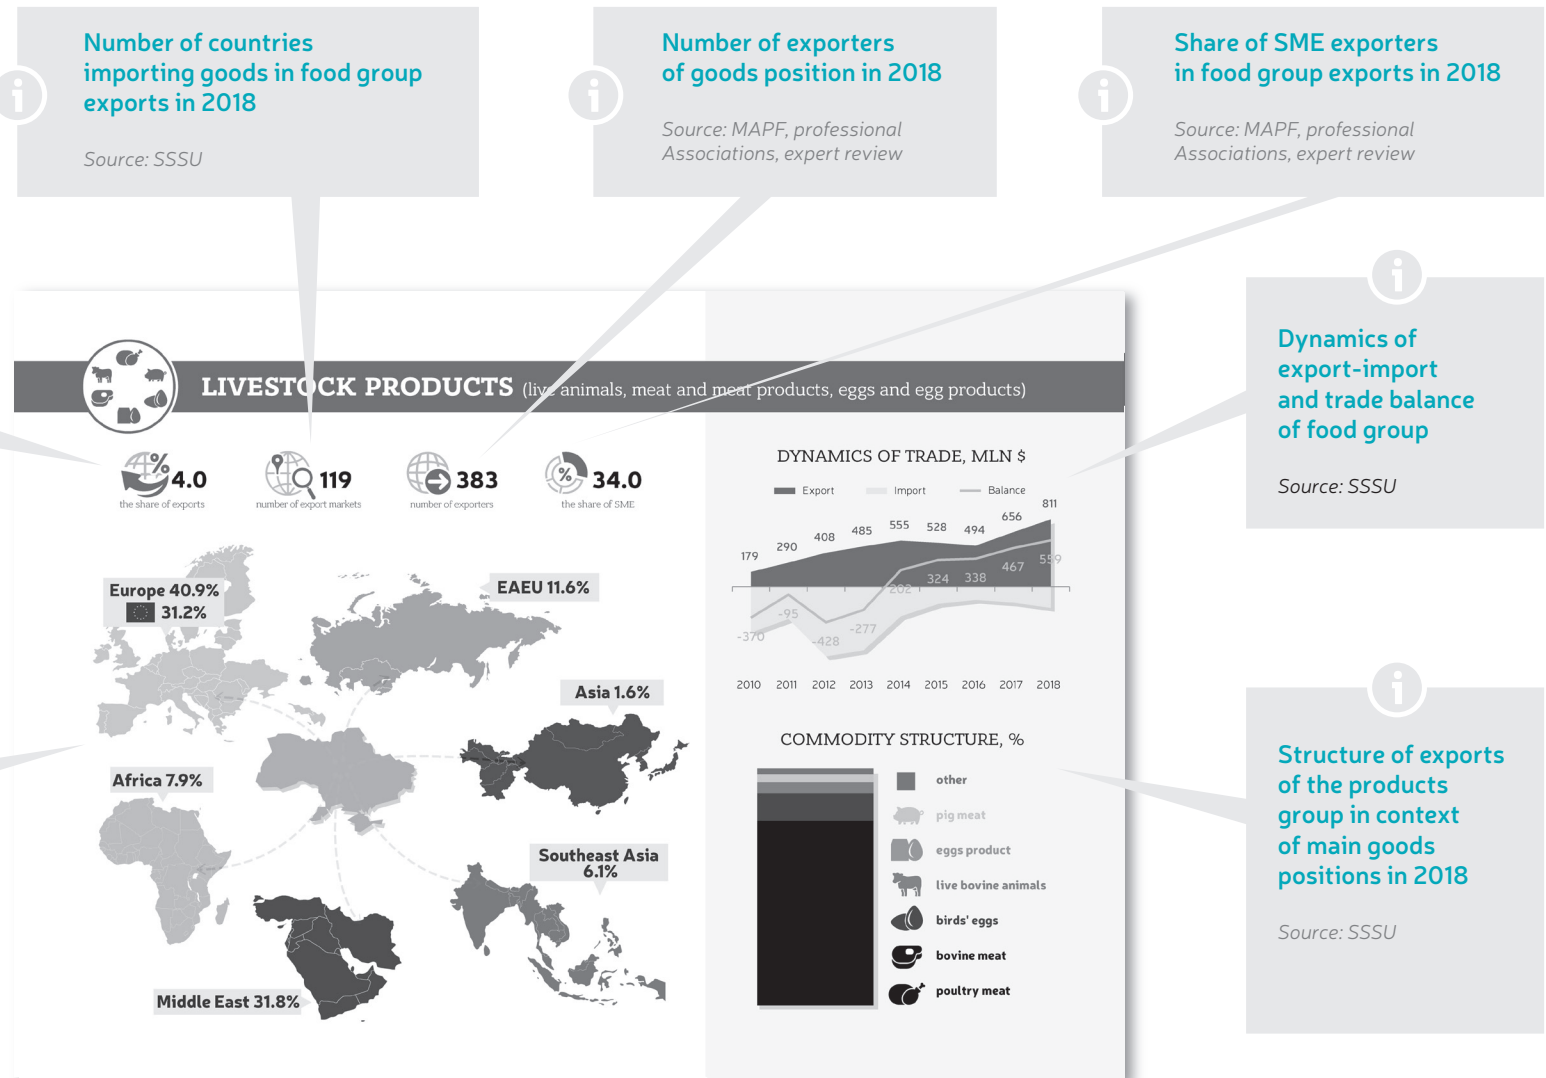 Number of countries
importing goods in food group
exports in 2018
Source: SSSU
Number of exporters
of goods position in 2018
Source: MAPF, professional
Associations, expert review
Share of SME exporters
in food group exports in 2018
Source: MAPF, professional
Associations, expert review
Dynamics of
export-import
and trade balance
of food group
Source: SSSU
Structure of exports
of the products
group in context
of main goods
positions in 2018
Source: SSSU
LIVESTOCK PRODUCTS (live animals, meat and meat products, eggs and egg products)
% 4.0
the share of exports
119
number of export markets
383
number of exporters
% 34.0
the share of SME
Europe 40.9%
31.2%
EAEU 11.6%
Asia 1.6%
Africa 7.9%
Southeast Asia
6.1%
Middle East 31.8%
DYNAMICS OF TRADE, MLN $
Export Import Balance
179 290 408 485 555 528 494 656 811
-370 -95 -428 -277 202 324 338 467 559
2010 2011 2012 2013 2014 2015 2016 2017 2018
COMMODITY STRUCTURE, %
other
pig meat
eggs product
live bovine animals
birds' eggs
bovine meat
poultry meat